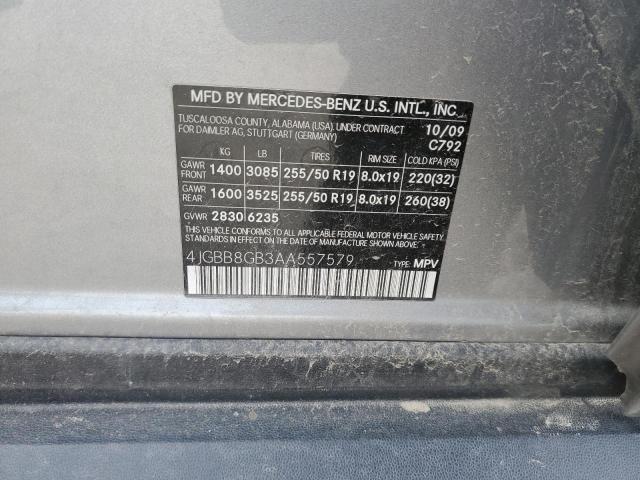 MFD BY MERCEDES-BENZ U.S. INTL., INC.
TUSCALOOSA COUNTY, ALABAMA (USA). UNDER CONTRACT 10/09
FOR DAIMLER AG, STUTTGART (GERMANY) C792
KG LB TIRES RIM SIZE COLD KPA (PSI)
GAWR FRONT 1400 3085 255/50 R19 8.0x19 220(32)
GAWR REAR 1600 3525 255/50 R19 8.0x19 260(38)
GVWR 2830 6235
THIS VEHICLE CONFORMS TO ALL APPLICABLE FEDERAL MOTOR VEHICLE SAFETY
STANDARDS IN EFFECT ON THE DATE OF MANUFACTURE SHOWN ABOVE.
4JGBB8GB3AA557579 TYPE: MPV